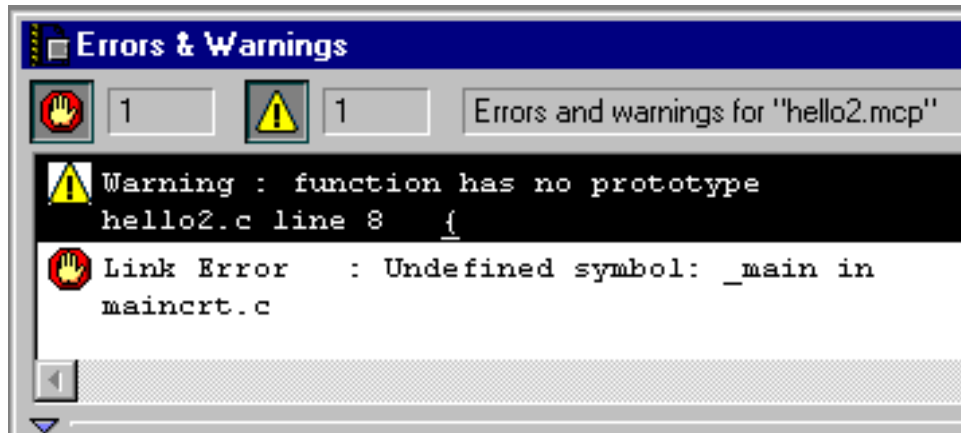 Errors & Warnings
1
1
Errors and warnings for "hello2.mcp"
Warning : function has no prototype
hello2.c line 8 {
Link Error : Undefined symbol: _main in
maincrt.c